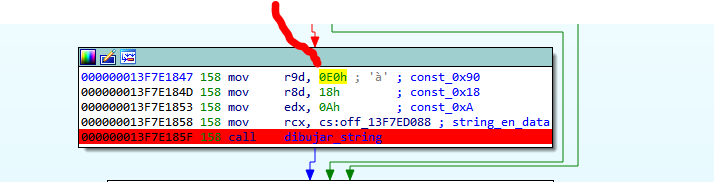 000000013F7E1847 158 mov r9d, 0E0h ; 'à' ; const_0x90
000000013F7E184D 158 mov r8d, 18h ; const_0x18
000000013F7E1853 158 mov edx, 0Ah ; const_0xA
000000013F7E1858 158 mov rcx, cs:off_13F7ED088 ; string_en_data
000000013F7E185F 158 call dibujar_string